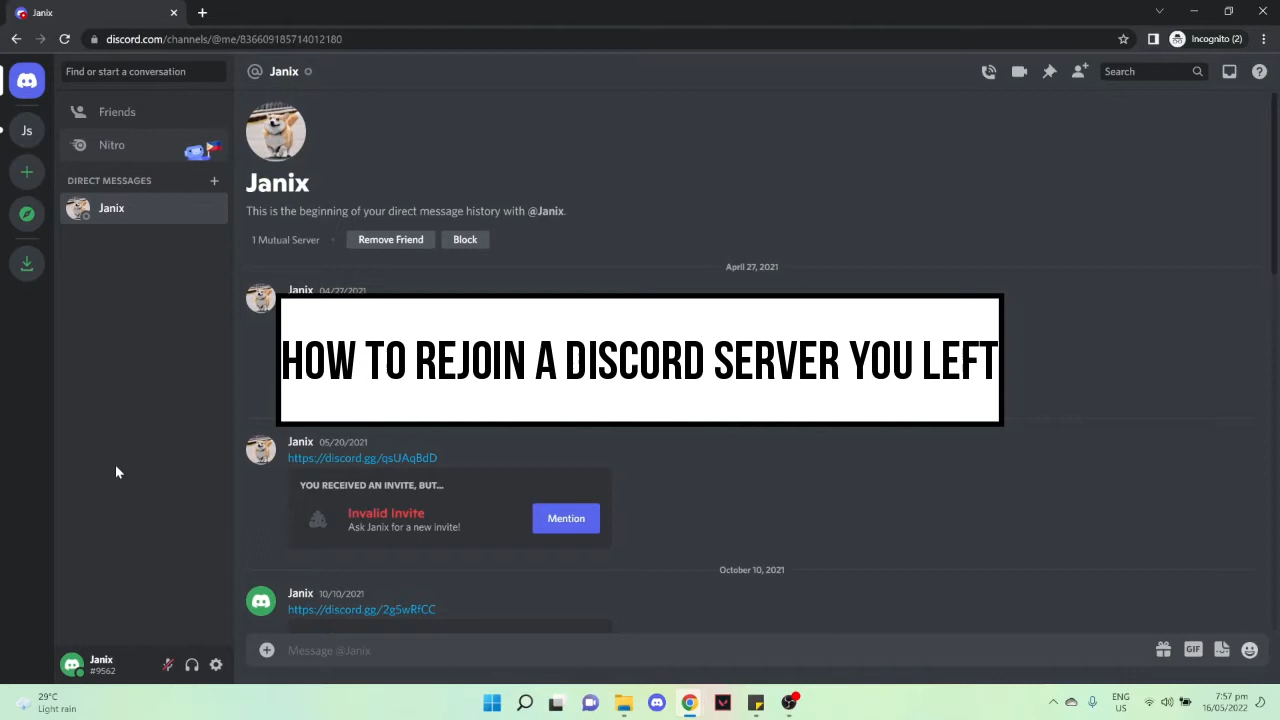 Janix
discord.com/channels/@me/836609185714012180
Incognito (2)
Find or start a conversation
Janix
Search
Friends
Js
Nitro
DIRECT MESSAGES
Janix
Janix
This is the beginning of your direct message history with @Janix.
1 Mutual Server
Remove Friend
Block
April 27, 2021
Janix 04/27/2021
HOW TO REJOIN A DISCORD SERVER YOU LEFT
Janix 05/20/2021
https://discord.gg/qsUAqBdD
YOU RECEIVED AN INVITE, BUT...
Invalid Invite
Ask Janix for a new invite!
Mention
October 10, 2021
Janix 10/10/2021
https://discord.gg/2g5wRfCC
Message @Janix
GIF
Janix
#9562
29°C
Light rain
ENG
US
7:57 pm
16/05/2022